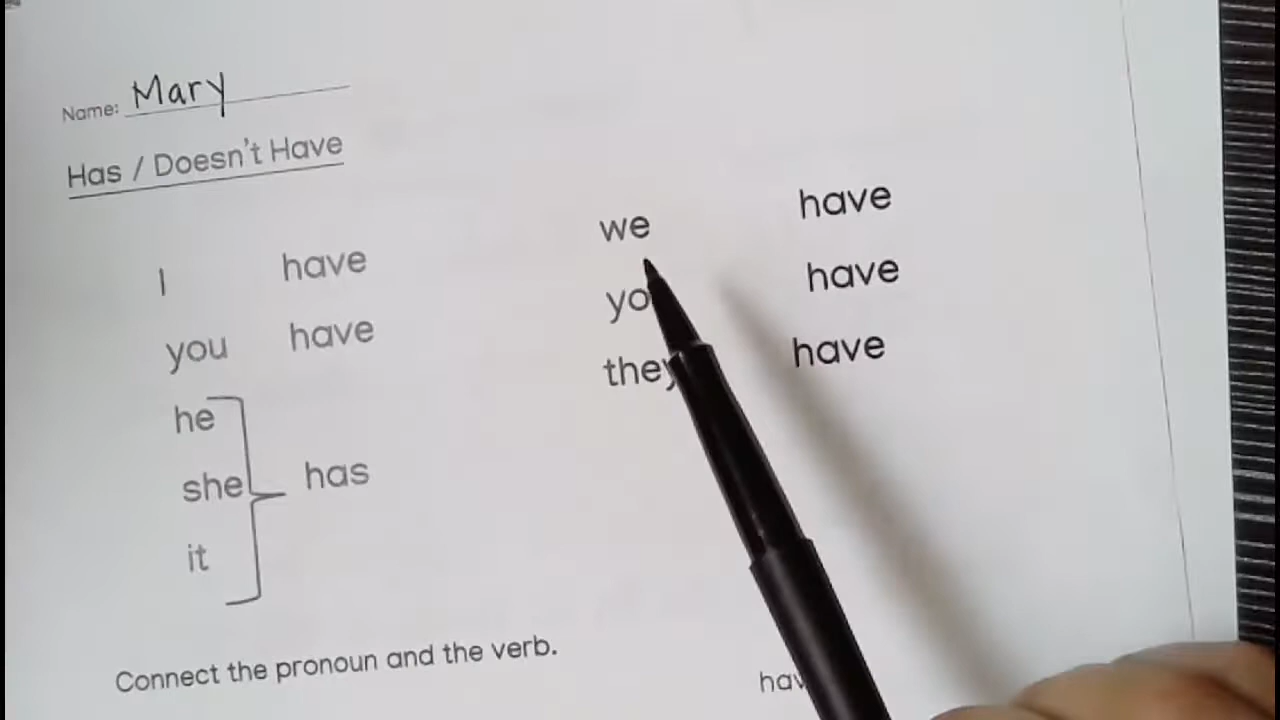 Name: Mary
Has / Doesn't Have
I have
you have
he
she has
it
we have
have
have
Connect the pronoun and the verb.